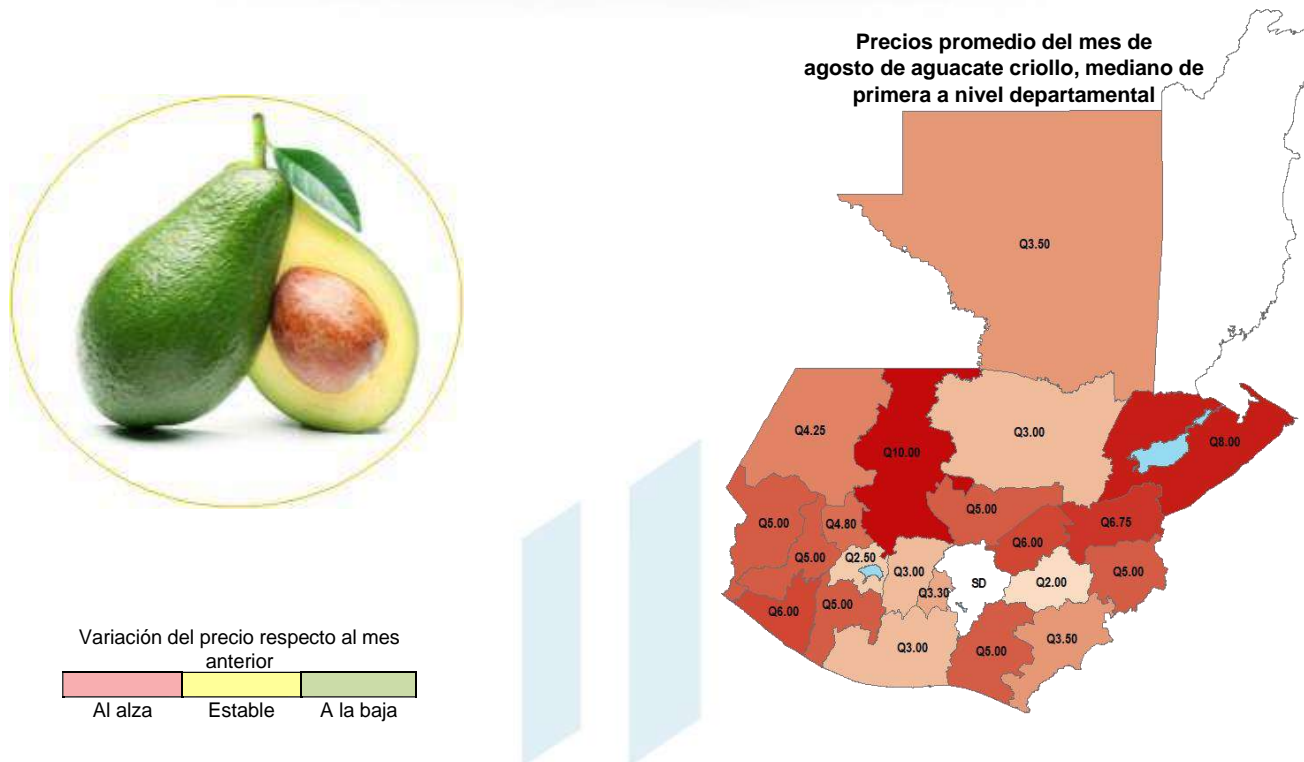 Precios promedio del mes de
agosto de aguacate criollo, mediano de
primera a nivel departamental
Q3.50
Q4.25
Q10.00
Q3.00
Q8.00
Q5.00
Q4.80
Q5.00
Q6.75
Q5.00
Q2.50
Q3.00
Q6.00
Q5.00
Q3.30
SD
Q2.00
Q6.00
Q5.00
Q3.00
Q5.00
Q3.50
Variación del precio respecto al mes
anterior
Al alza
Estable
A la baja